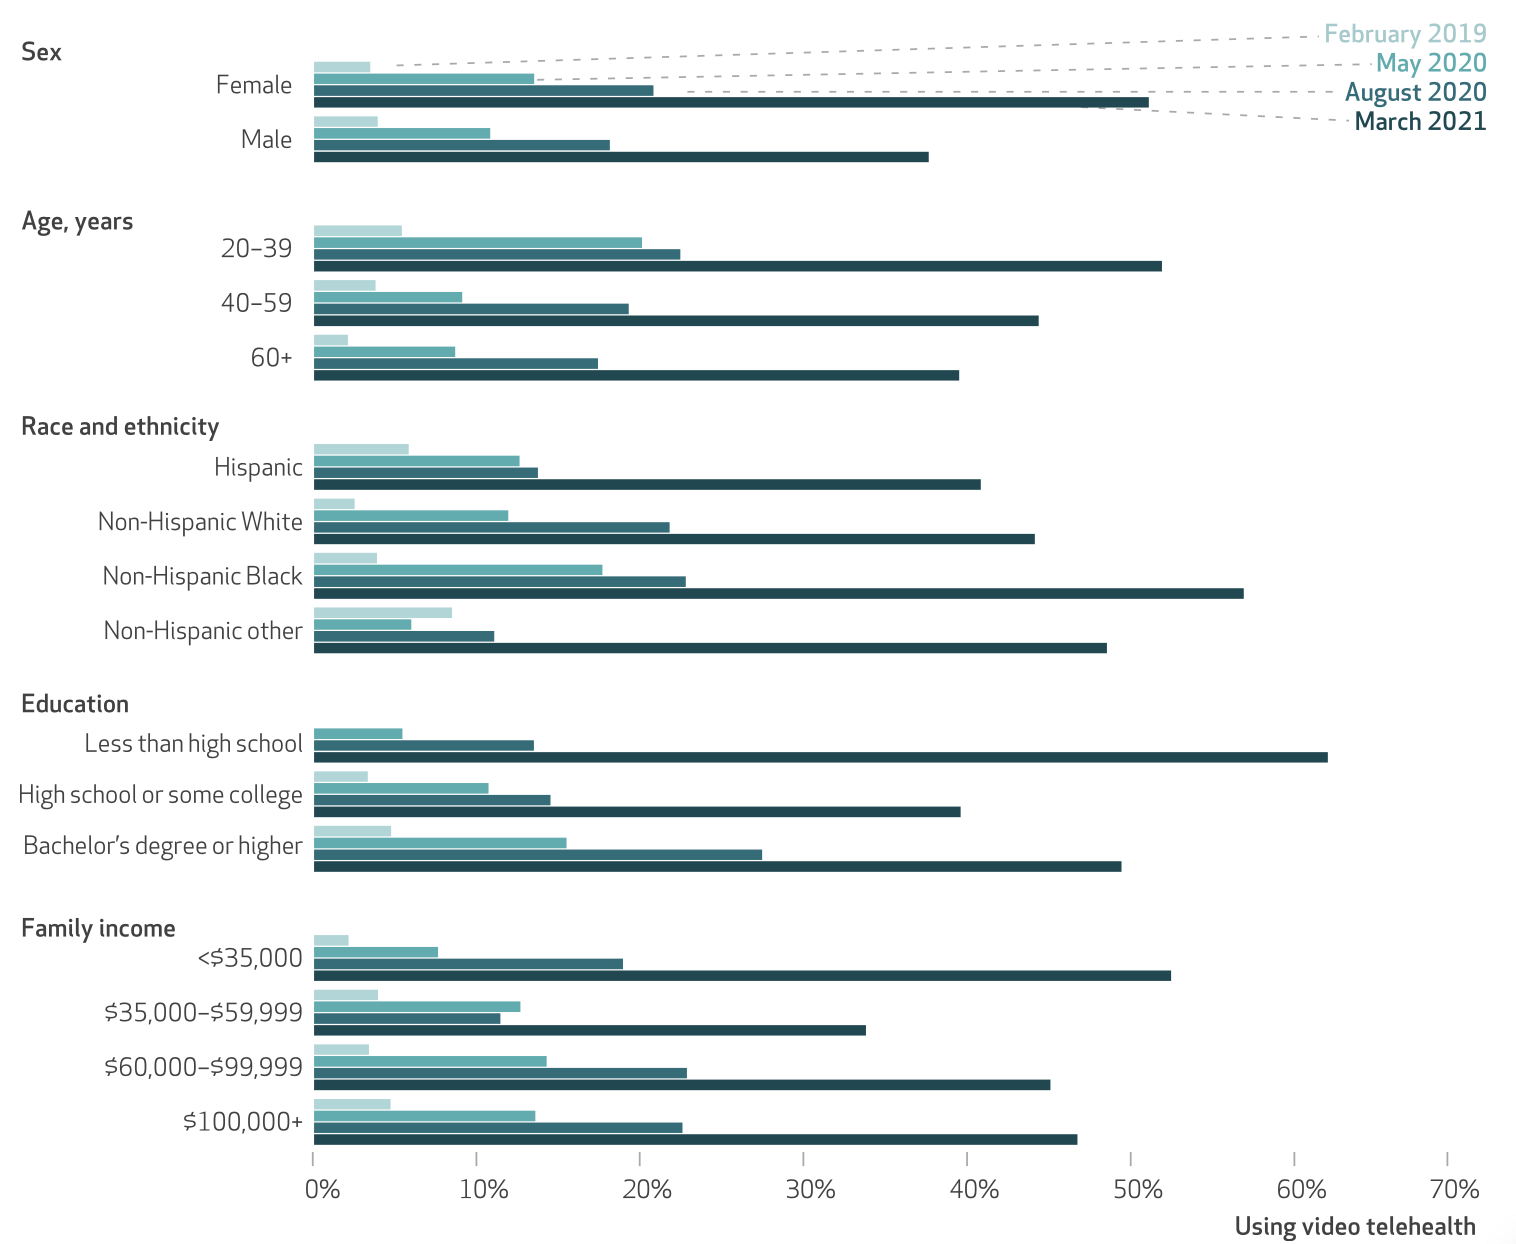 February 2019
Sex
May 2020
Female
August 2020
March 2021
Male
Age, years
20–39
40–59
60+
Race and ethnicity
Hispanic
Non-Hispanic White
Non-Hispanic Black
Non-Hispanic other
Education
Less than high school
High school or some college
Bachelor’s degree or higher
Family income
<$35,000
$35,000–$59,999
$60,000–$99,999
$100,000+
0% 10% 20% 30% 40% 50% 60% 70%
Using video telehealth